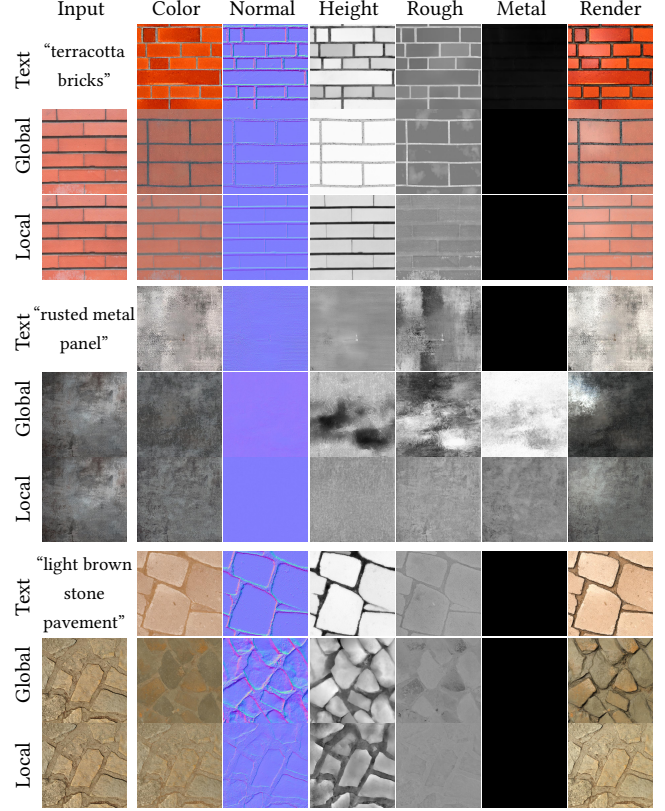 Input Color Normal Height Rough Metal Render
Text
“terracotta
bricks”
Global
Local
Text
“rusted metal
panel”
Global
Local
Text
“light brown
stone
pavement”
Global
Local